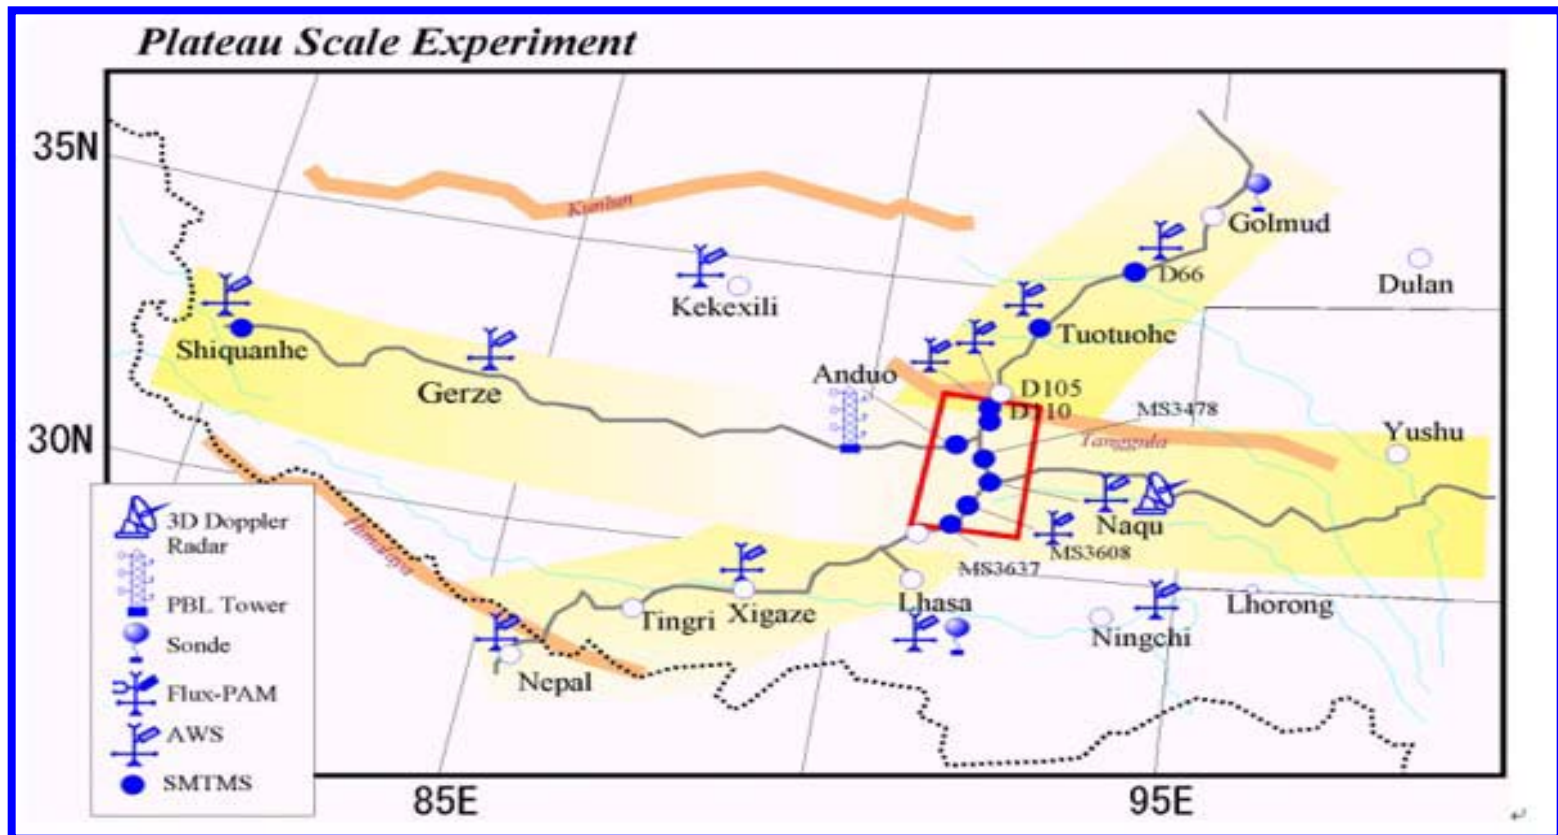 Plateau Scale Experiment
35N
Kunlun
Golmud
D66
Dulan
Kekexili
Shiquanhe
Tuotuohe
Gerze
Anduo
D105
D110
MS3478
30N
Tanggula
Yushu
Himalaya
Naqu
MS3608
MS3637
Lhasa
Lhorong
Tingri
Xigaze
Ningchi
Nepal
3D Doppler
Radar
PBL Tower
Sonde
Flux-PAM
AWS
SMTMS
85E
95E